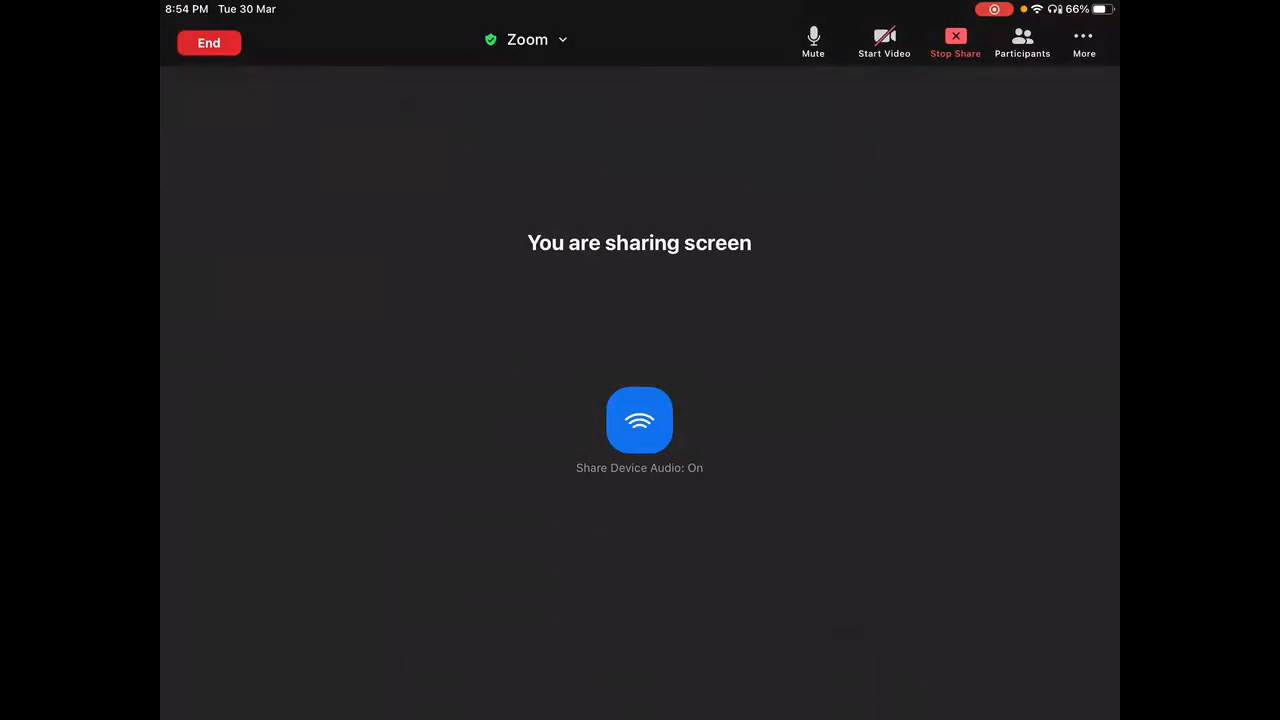 8:54 PM Tue 30 Mar 66%
End
Zoom
Mute
Start Video
Stop Share
Participants
More
You are sharing screen
Share Device Audio: On